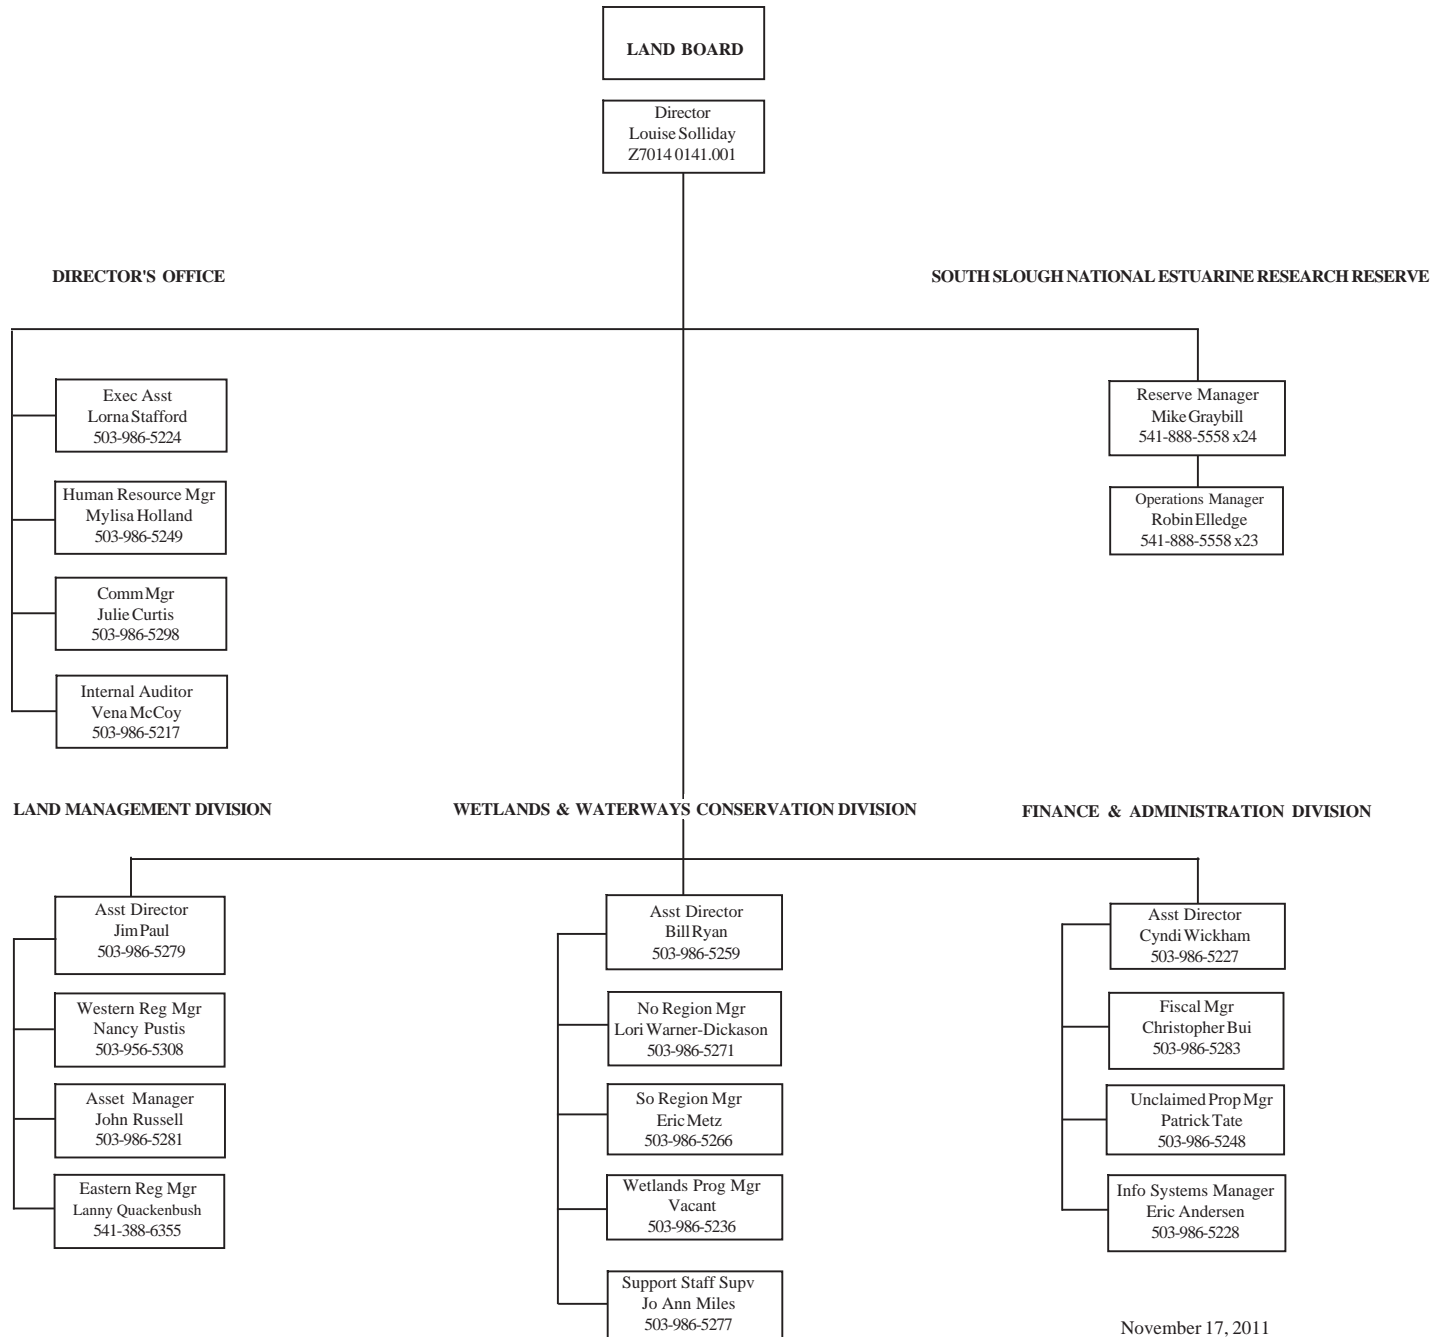 LAND BOARD
Director
Louise Solliday
Z7014 0141.001
DIRECTOR'S OFFICE
SOUTH SLOUGH NATIONAL ESTUARINE RESEARCH RESERVE
Exec Asst
Lorna Stafford
503-986-5224
Human Resource Mgr
Mylisa Holland
503-986-5249
Comm Mgr
Julie Curtis
503-986-5298
Internal Auditor
Vena McCoy
503-986-5217
Reserve Manager
Mike Graybill
541-888-5558 x24
Operations Manager
Robin Elledge
541-888-5558 x23
LAND MANAGEMENT DIVISION
WETLANDS & WATERWAYS CONSERVATION DIVISION
FINANCE & ADMINISTRATION DIVISION
Asst Director
Jim Paul
503-986-5279
Western Reg Mgr
Nancy Pustis
503-956-5308
Asset Manager
John Russell
503-986-5281
Eastern Reg Mgr
Lanny Quackenbush
541-388-6355
Asst Director
Bill Ryan
503-986-5259
No Region Mgr
Lori Warner-Dickason
503-986-5271
So Region Mgr
Eric Metz
503-986-5266
Wetlands Prog Mgr
Vacant
503-986-5236
Support Staff Supv
Jo Ann Miles
503-986-5277
Asst Director
Cyndi Wickham
503-986-5227
Fiscal Mgr
Christopher Bui
503-986-5283
Unclaimed Prop Mgr
Patrick Tate
503-986-5248
Info Systems Manager
Eric Andersen
503-986-5228
November 17, 2011